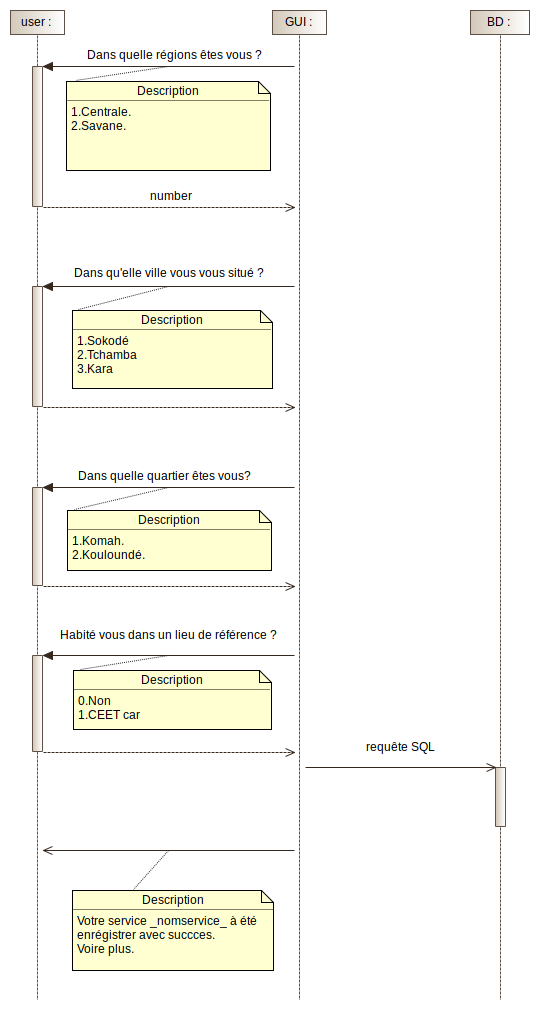 user :
GUI :
BD :
Dans quelle régions êtes vous ?
Description
1.Centrale.
2.Savane.
number
Dans qu'elle ville vous vous situé ?
Description
1.Sokodé
2.Tchamba
3.Kara
Dans quelle quartier êtes vous?
Description
1.Komah.
2.Kouloundé.
Habité vous dans un lieu de référence ?
Description
0.Non
1.CEET car
requête SQL
Description
Votre service _nomservice_ à été
enrégistrer avec succces.
Voire plus.